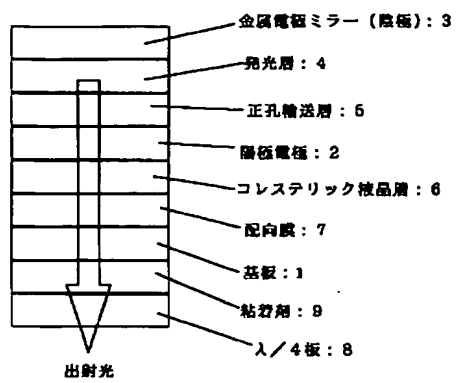 金属電極ミラー(陰極):3
発光層:4
正孔輸送層:5
陽極電極:2
コレステリック液晶層:6
配向膜:7
基板:1
粘着剤:9
λ/4板:8
出射光